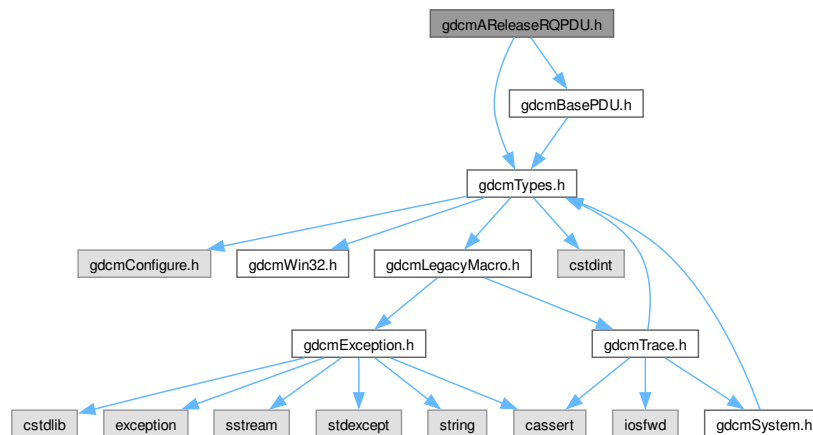 gdcmAReleaseRQPDU.h
gdcmBasePDU.h
gdcmTypes.h
gdcmConfigure.h
gdcmWin32.h
gdcmLegacyMacro.h
cstdint
gdcmException.h
gdcmTrace.h
cstdlib
exception
sstream
stdexcept
string
cassert
iosfwd
gdcmSystem.h